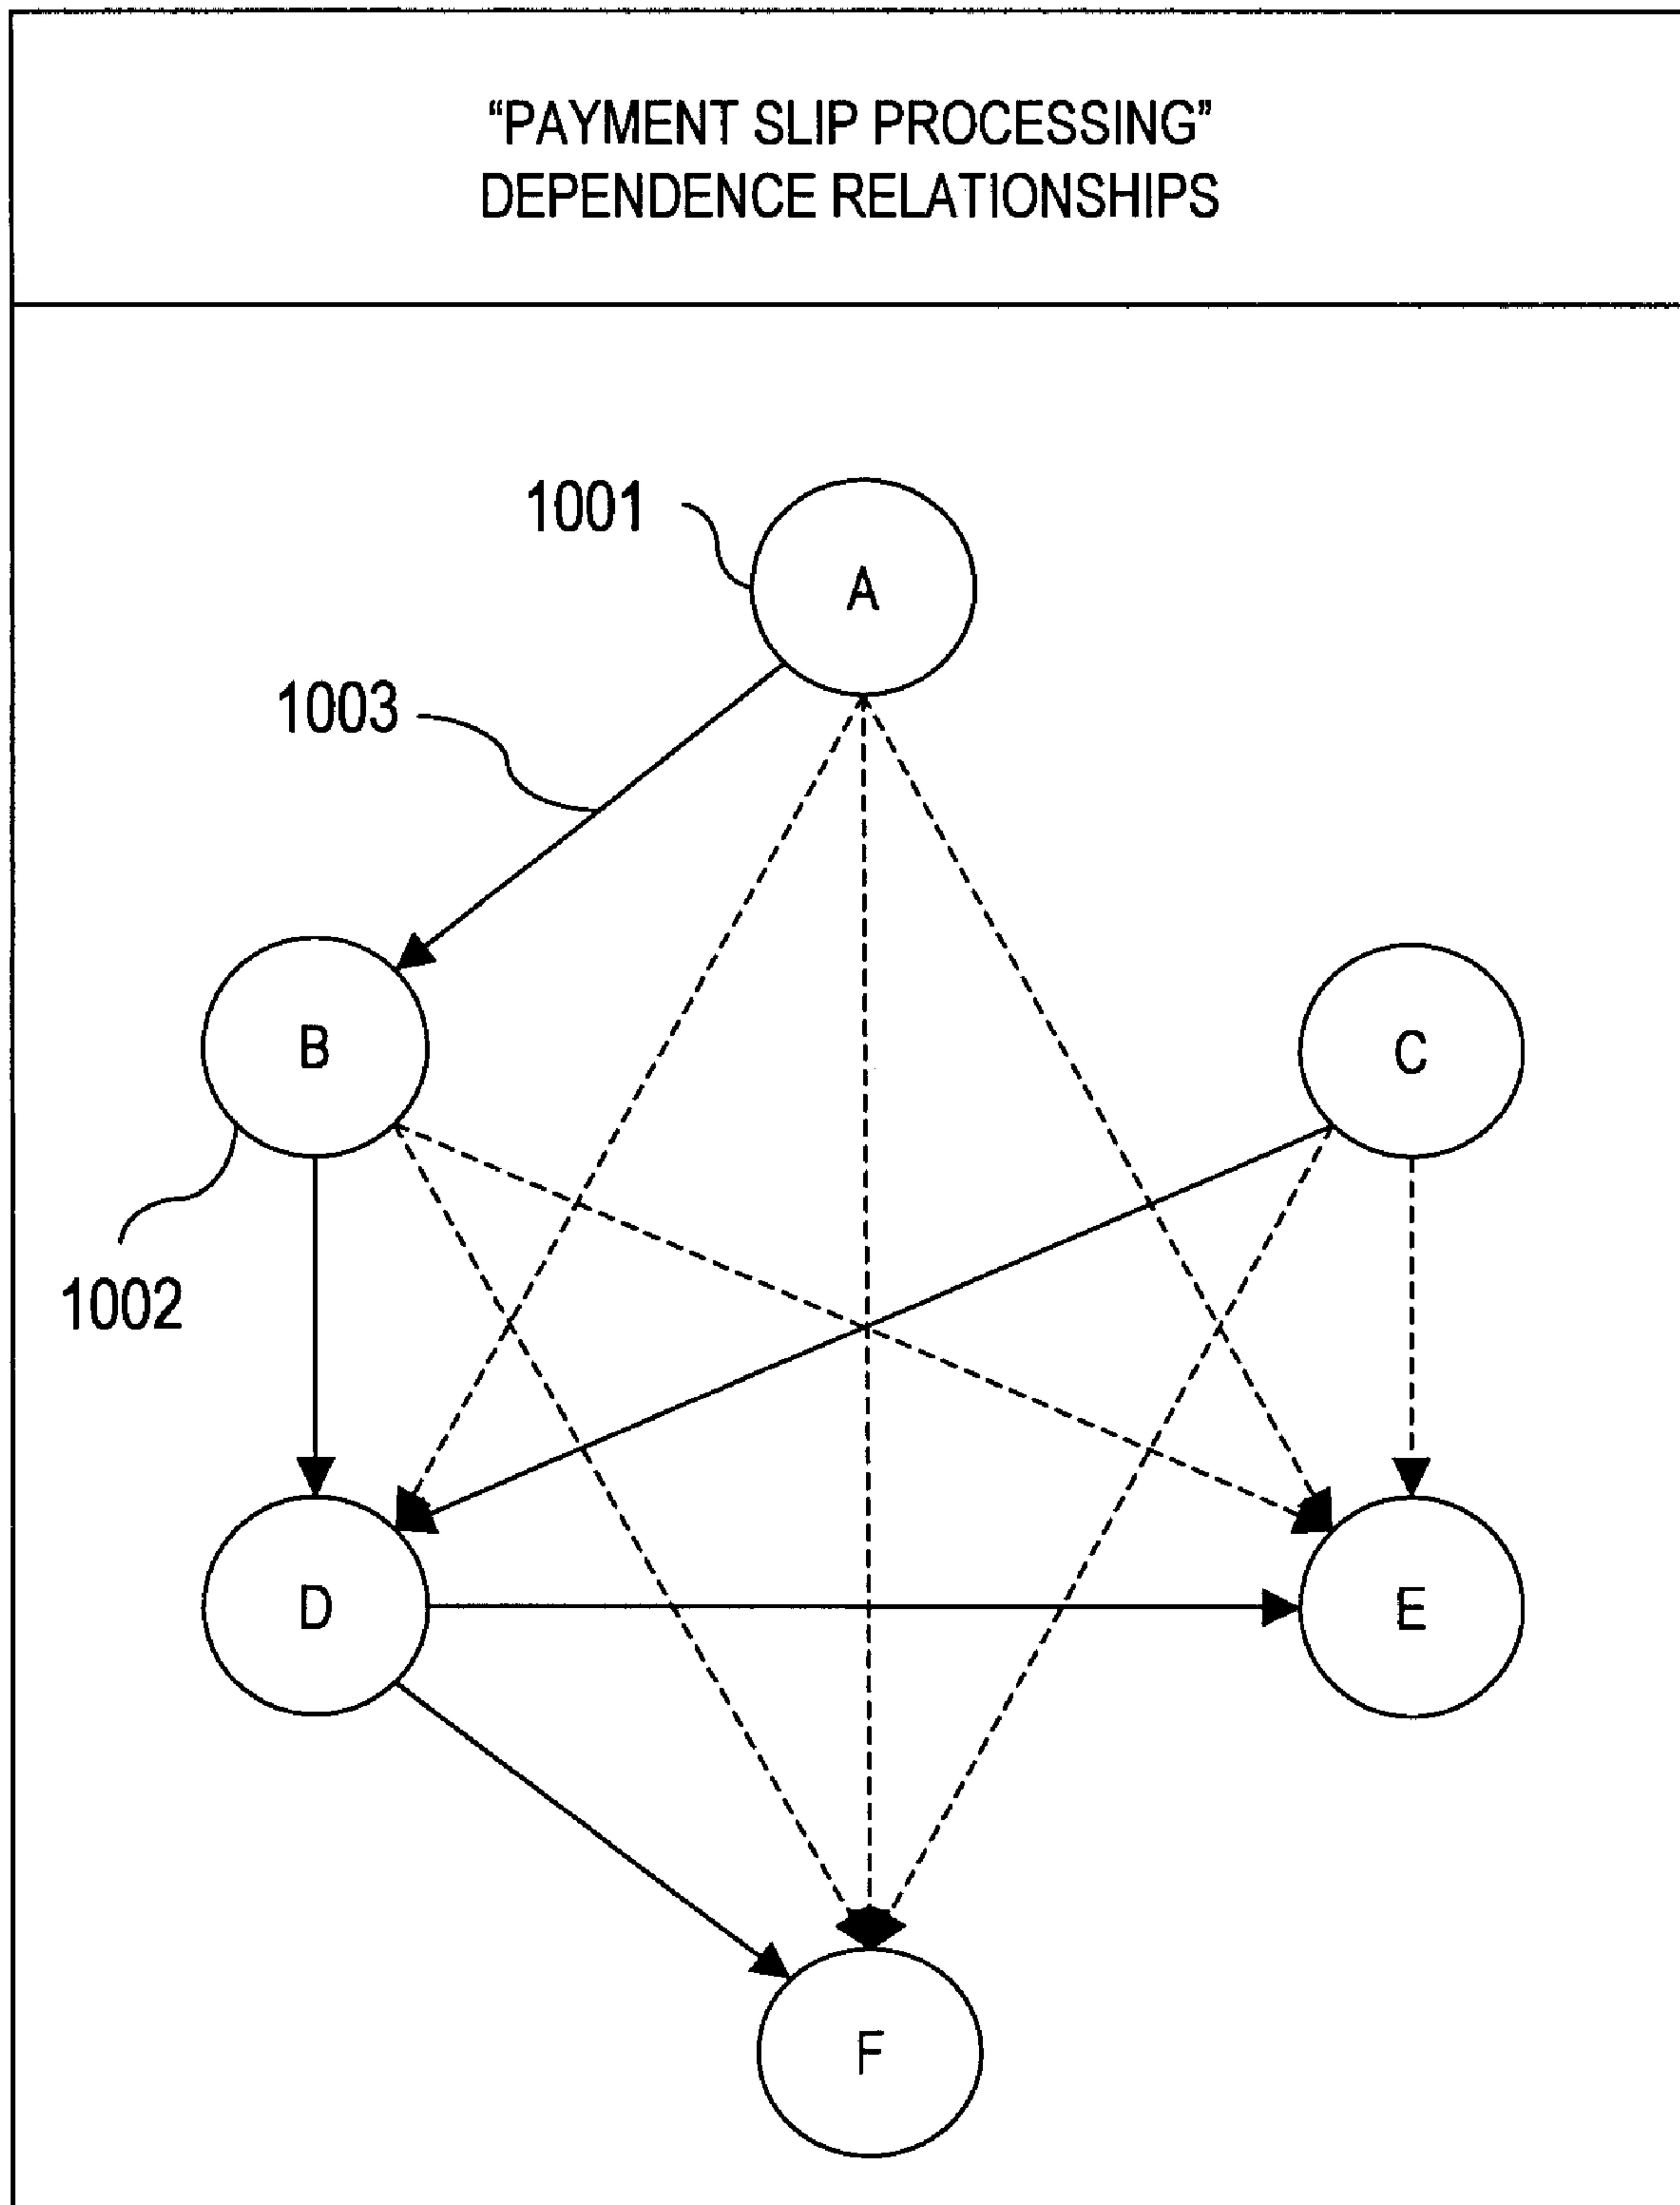 “PAYMENT SLIP PROCESSING”
DEPENDENCE RELATIONSHIPS
1001
A
1003
B
C
1002
D
E
F